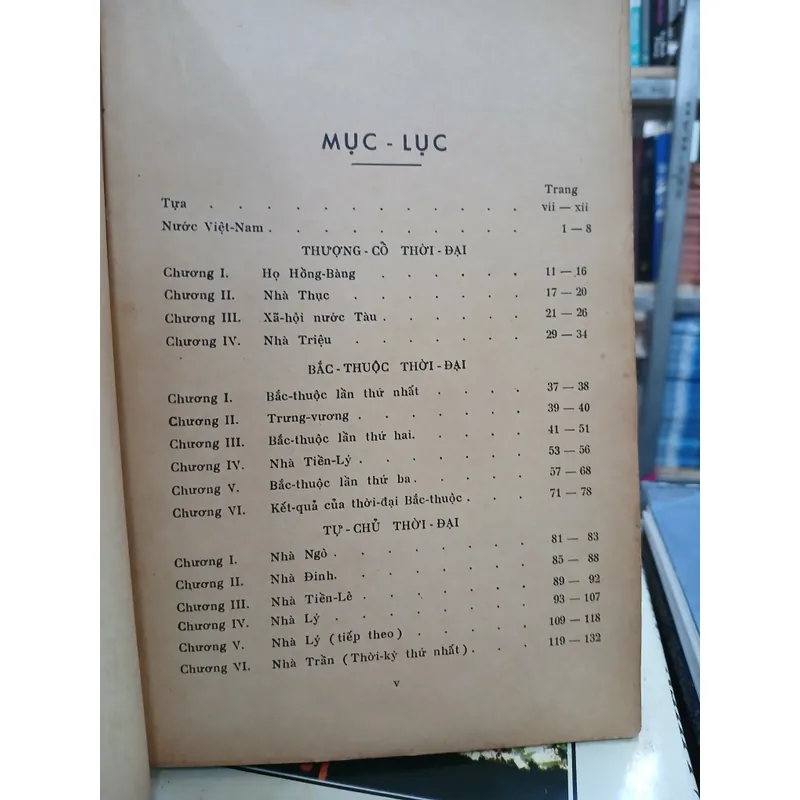 MỤC - LỤC
Trang
Tựa . . . . . . . . . . . . vii — xii
Nước Việt-Nam . . . . . . . . . . 1 — 8
THƯỢNG - CỔ THỜI - ĐẠI
Chương I. Họ Hồng-Bàng . . . . . . 11 — 16
Chương II. Nhà Thục . . . . . . . 17 — 20
Chương III. Xã-hội nước Tàu . . . . . . 21 — 26
Chương IV. Nhà Triệu . . . . . . . 29 — 34
BẮC - THUỘC THỜI - ĐẠI
Chương I. Bắc-thuộc lần thứ nhất . . . . 37 — 38
Chương II. Trưng-vương . . . . . . . 39 — 40
Chương III. Bắc-thuộc lần thứ hai. . . . . 41 — 51
Chương IV. Nhà Tiền-Lý . . . . . . . 53 — 56
Chương V. Bắc-thuộc lần thứ ba . . . . . 57 — 68
Chương VI. Kết-quả của thời-đại Bắc-thuộc . . . 71 — 78
TỰ - CHỦ THỜI - ĐẠI
Chương I. Nhà Ngô . . . . . . . . 81 — 83
Chương II. Nhà Đinh. . . . . . . . 85 — 88
Chương III. Nhà Tiền-Lê . . . . . . . 89 — 92
Chương IV. Nhà Lý . . . . . . . . 93 — 107
Chương V. Nhà Lý (tiếp theo) . . . . . 109 — 118
Chương VI. Nhà Trần (Thời-kỳ thứ nhất) . . . 119 — 132
v